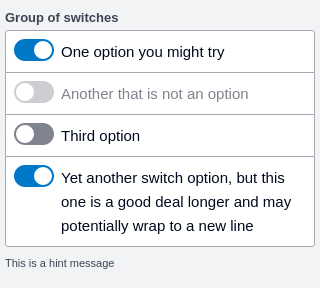 Group of switches
One option you might try
Another that is not an option
Third option
Yet another switch option, but this
one is a good deal longer and may
potentially wrap to a new line
This is a hint message